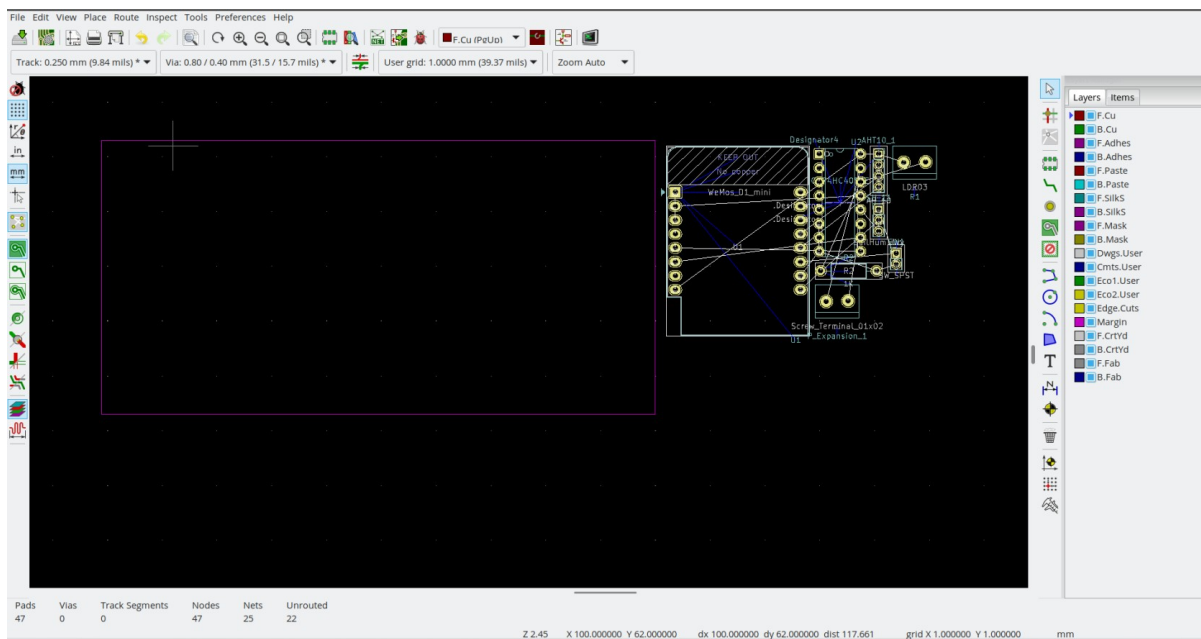 File Edit View Place Route Inspect Tools Preferences Help
F.Cu (PgUp)
Track: 0.250 mm (9.84 mils) * Via: 0.80 / 0.40 mm (31.5 / 15.7 mils) * User grid: 1.0000 mm (39.37 mils) Zoom Auto
in
mm
Layers Items
F.Cu
B.Cu
F.Adhes
B.Adhes
F.Paste
B.Paste
F.SilkS
B.SilkS
F.Mask
B.Mask
Dwgs.User
Cmts.User
Eco1.User
Eco2.User
Edge.Cuts
Margin
F.CrtYd
B.CrtYd
F.Fab
B.Fab
Designator4 U2 AHT10_1
KEEP OUT
No copper
WeMos_D1_mini
LDR03
R1
U1
R2
Screw_Terminal_01x02
U1
T
N
Pads Vias Track Segments Nodes Nets Unrouted
47 0 0 47 25 22
Z 2.45 X 100.000000 Y 62.000000 dx 100.000000 dy 62.000000 dist 117.661 grid X 1.000000 Y 1.000000 mm